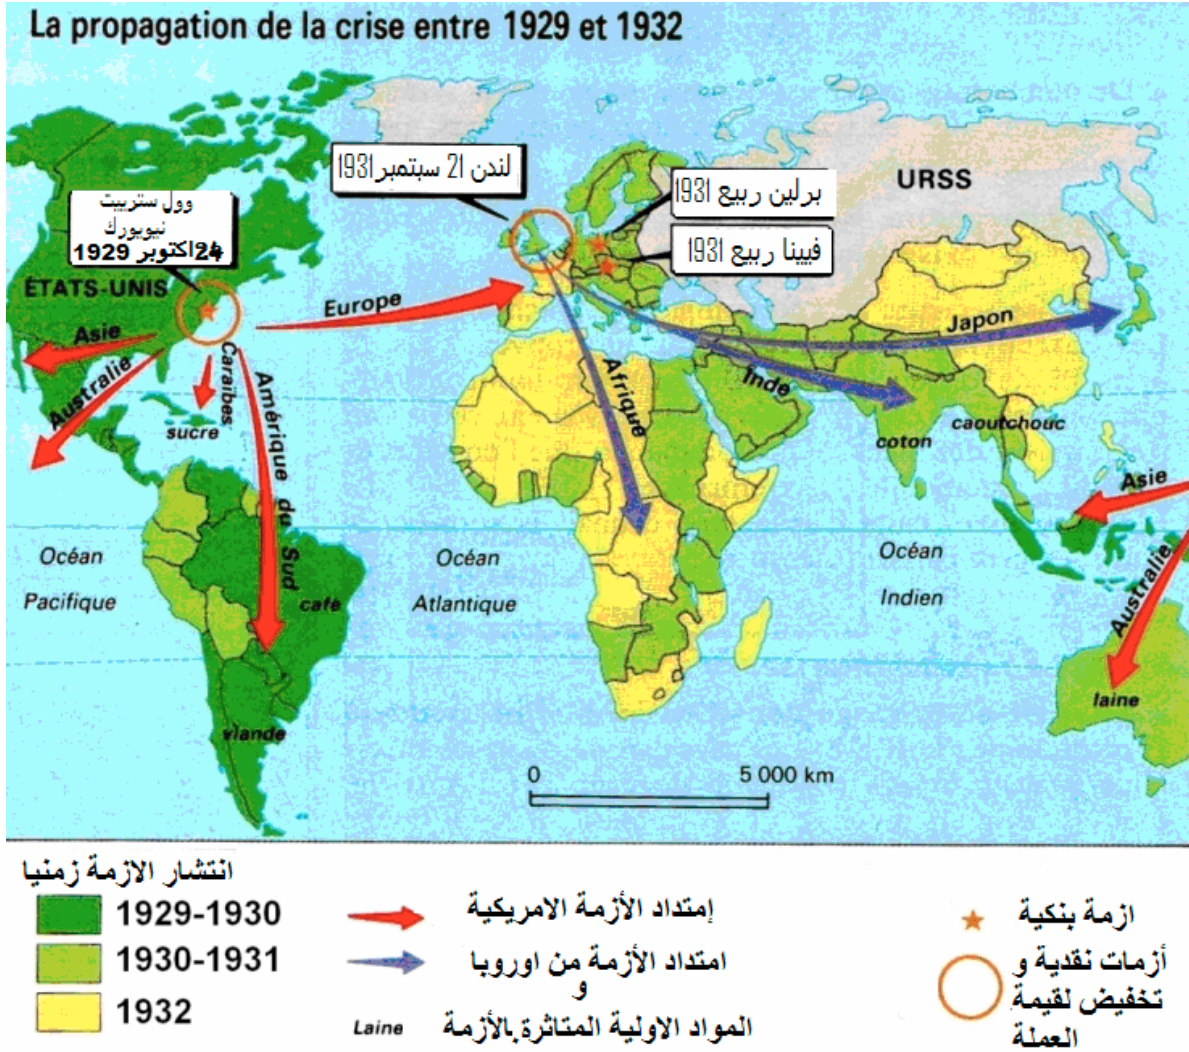 La propagation de la crise entre 1929 et 1932
لندن 21 سبتمبر1931
برلين ربيع 1931
فيينا ربيع 1931
وول سترييت
نيويورك
24اكتوبر 1929
URSS
ÉTATS-UNIS
Europe
Asie
Australie
Caraïbes
sucre
Amérique du Sud
Afrique
Japon
Inde
coton
caoutchouc
Asie
Australie
Océan
Pacifique
Océan
Atlantique
Océan
Indien
café
viande
laine
0
5 000 km
انتشار الازمة زمنيا
1929-1930
1930-1931
1932
إمتداد الأزمة الامريكية
امتداد الأزمة من اوروبا
و
Laine
المواد الاولية المتاثرة بالأزمة
ازمة بنكية
أزمات نقدية و
تخفيض لقيمة
العملة